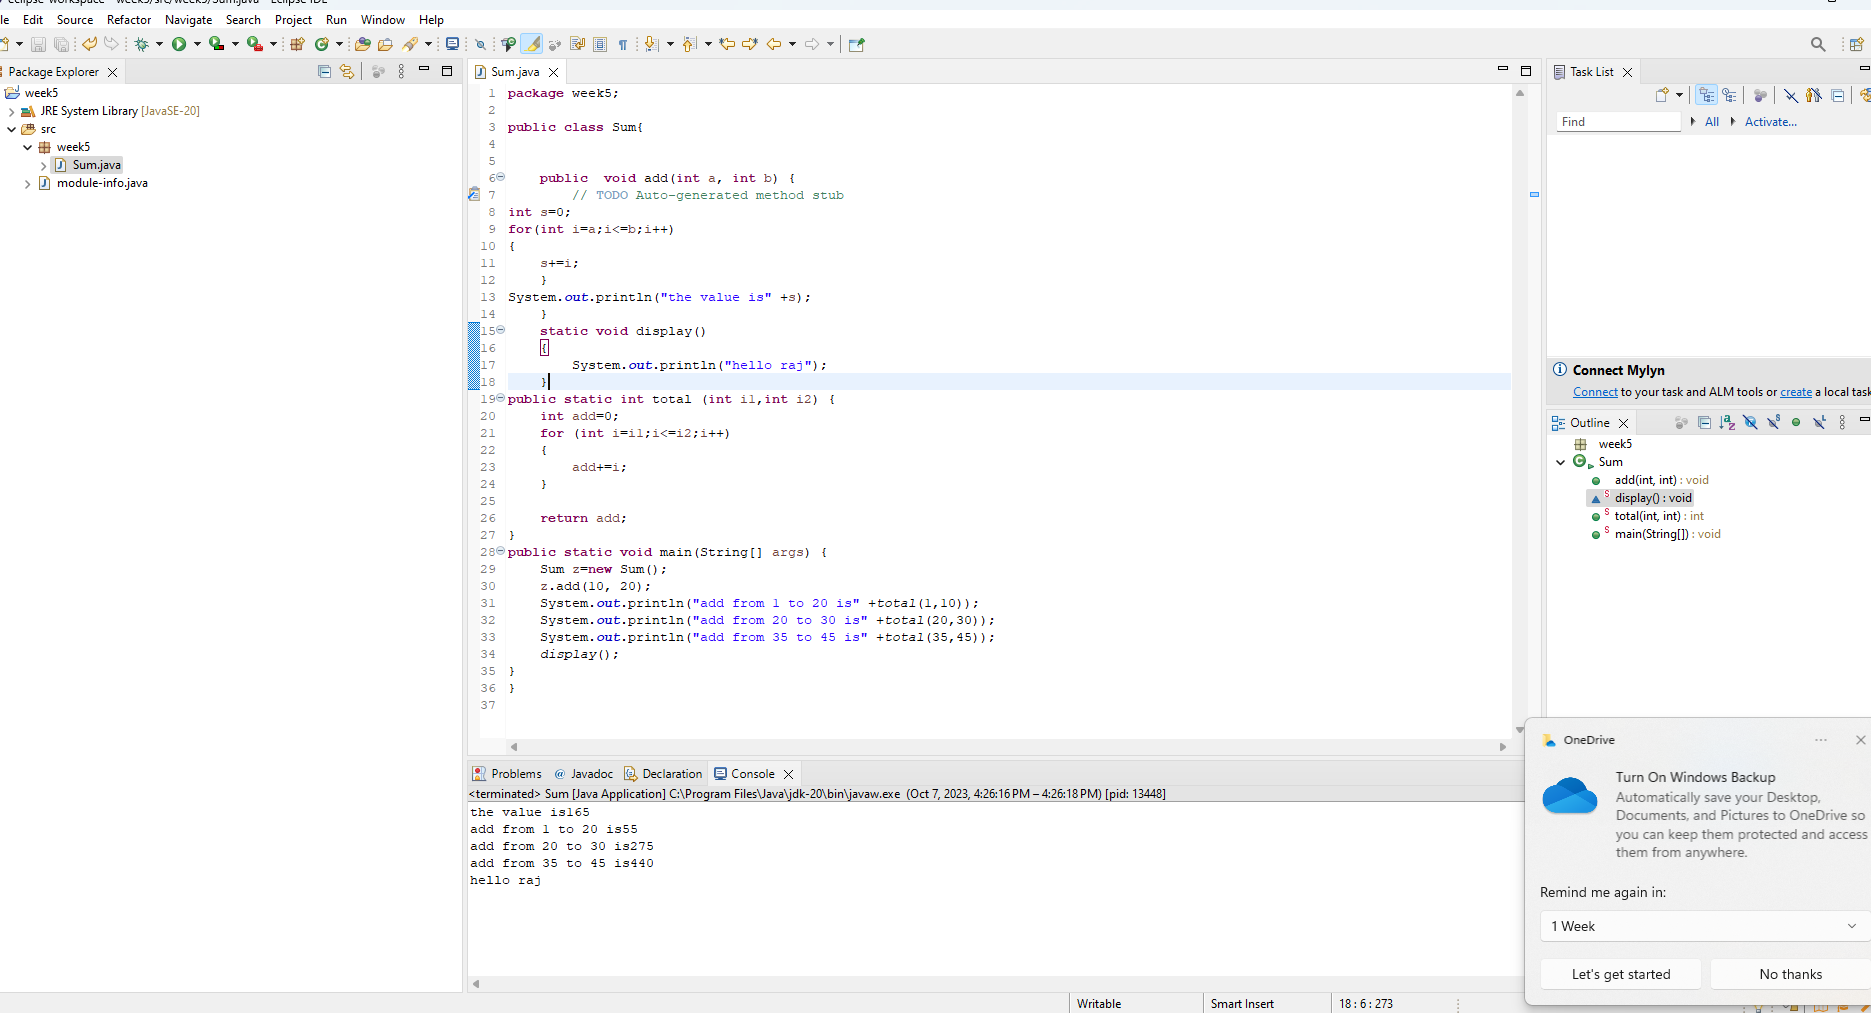 eclipse-workspace - week5/src/week5/Sum.java - Eclipse IDE
le Edit Source Refactor Navigate Search Project Run Window Help
Package Explorer
week5
JRE System Library [JavaSE-20]
src
week5
Sum.java
module-info.java
Sum.java
1 package week5;
2
3 public class Sum{
4
5
6 public  void add(int a, int b) {
7 // TODO Auto-generated method stub
8 int s=0;
9 for(int i=a;i<=b;i++)
10 {
11 s+=i;
12 }
13 System.out.println("the value is" +s);
14 }
15 static void display()
16 {
17 System.out.println("hello raj");
18 }
19 public static int total (int i1,int i2) {
20 int add=0;
21 for (int i=i1;i<=i2;i++)
22 {
23 add+=i;
24 }
25
26 return add;
27 }
28 public static void main(String[] args) {
29 Sum z=new Sum();
30 z.add(10, 20);
31 System.out.println("add from 1 to 20 is" +total(1,10));
32 System.out.println("add from 20 to 30 is" +total(20,30));
33 System.out.println("add from 35 to 45 is" +total(35,45));
34 display();
35 }
36 }
37
Task List
Find All Activate...
Connect Mylyn
Connect to your task and ALM tools or create a local task
Outline
week5
Sum
add(int, int) : void
display() : void
total(int, int) : int
main(String[]) : void
Problems @ Javadoc Declaration Console
<terminated> Sum [Java Application] C:\Program Files\Java\jdk-20\bin\javaw.exe (Oct 7, 2023, 4:26:16 PM – 4:26:18 PM) [pid: 13448]
the value is165
add from 1 to 20 is55
add from 20 to 30 is275
add from 35 to 45 is440
hello raj
OneDrive
Turn On Windows Backup
Automatically save your Desktop,
Documents, and Pictures to OneDrive so
you can keep them protected and access
them from anywhere.
Remind me again in:
1 Week
Let's get started No thanks
Writable Smart Insert 18 : 6 : 273